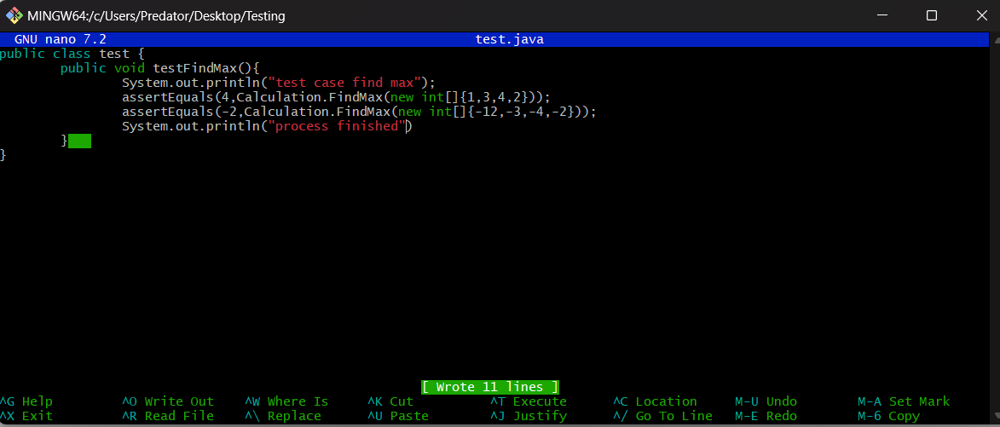 MINGW64:/c/Users/Predator/Desktop/Testing
GNU nano 7.2 test.java
public class test {
        public void testFindMax(){
                System.out.println("test case find max");
                assertEquals(4,Calculation.FindMax(new int[]{1,3,4,2}));
                assertEquals(-2,Calculation.FindMax(new int[]{-12,-3,-4,-2}));
                System.out.println("process finished")
        }
}
[ Wrote 11 lines ]
^G Help ^O Write Out ^W Where Is ^K Cut ^T Execute ^C Location M-U Undo M-A Set Mark
^X Exit ^R Read File ^\ Replace ^U Paste ^J Justify ^/ Go To Line M-E Redo M-6 Copy